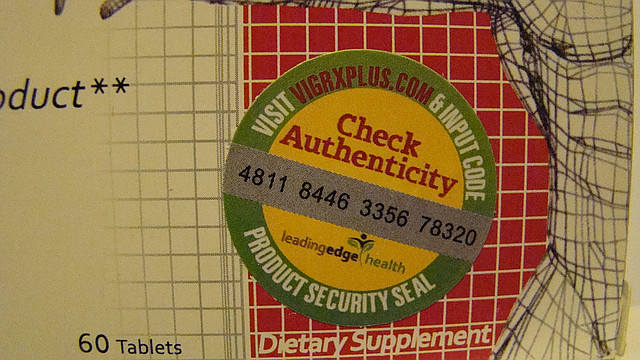 oduct**
VISIT VIGRXPLUS.COM & INPUT CODE
Check
Authenticity
4811 8446 3356 78320
leadingedge health
PRODUCT SECURITY SEAL
60 Tablets
Dietary Supplement